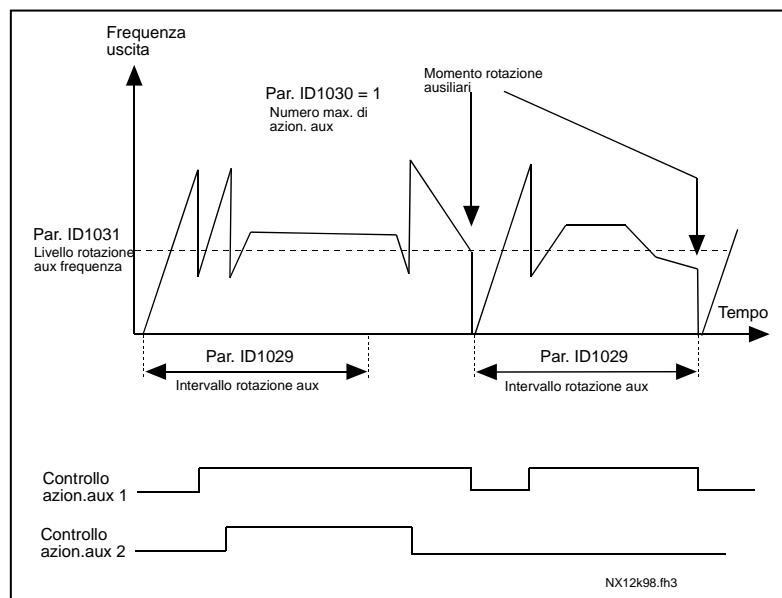 Frequenza
uscita
Par. ID1030 = 1
Numero max. di
azion. aux
Momento rotazione
ausiliari
Par. ID1031
Livello rotazione
aux frequenza
Tempo
Par. ID1029
Intervallo rotazione aux
Par. ID1029
Intervallo rotazione aux
Controllo
azion.aux 1
Controllo
azion.aux 2
NX12k98.fh3